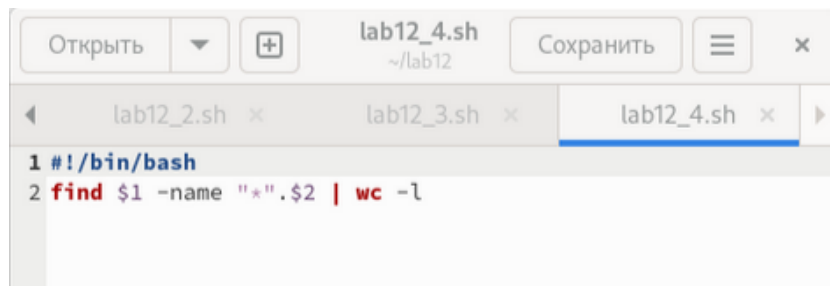 Открыть
lab12_4.sh
~/lab12
Сохранить
lab12_2.sh
lab12_3.sh
lab12_4.sh
1 #!/bin/bash
2 find $1 -name "*".$2 | wc -l